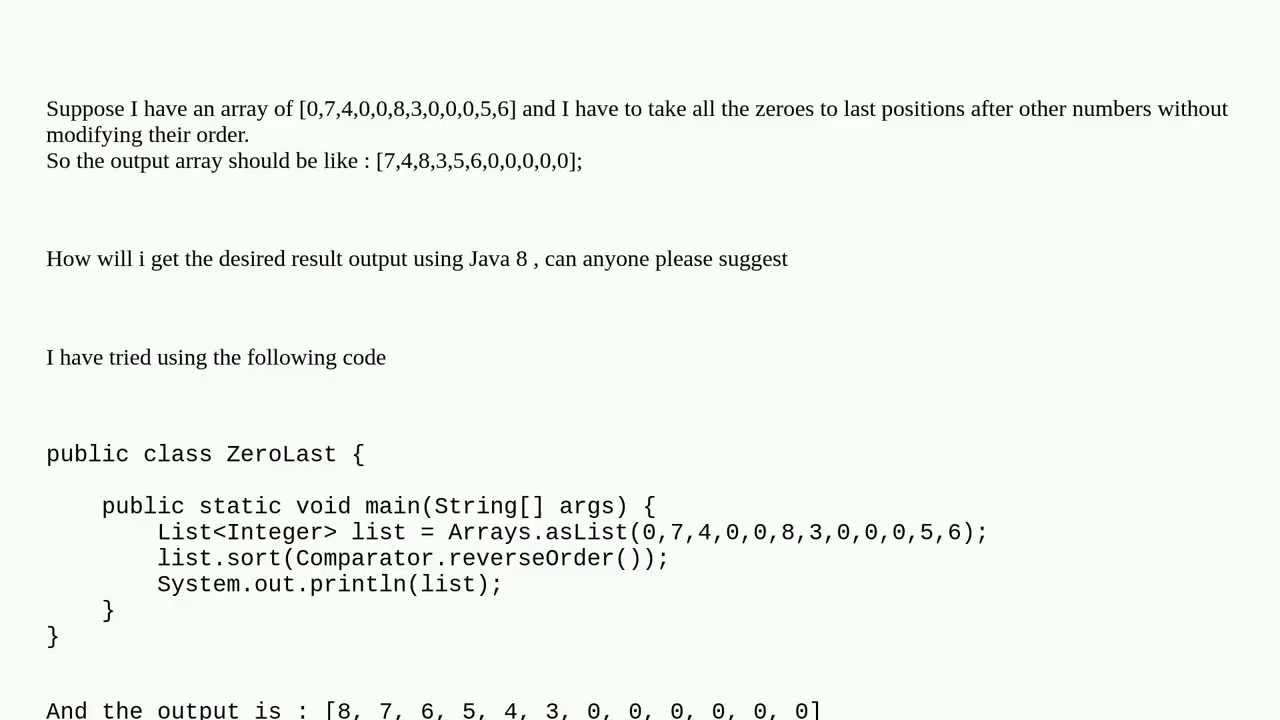 Suppose I have an array of [0,7,4,0,0,8,3,0,0,0,5,6] and I have to take all the zeroes to last positions after other numbers without
modifying their order.
So the output array should be like : [7,4,8,3,5,6,0,0,0,0,0];
How will i get the desired result output using Java 8 , can anyone please suggest
I have tried using the following code
public class ZeroLast {
    public static void main(String[] args) {
        List<Integer> list = Arrays.asList(0,7,4,0,0,8,3,0,0,0,5,6);
        list.sort(Comparator.reverseOrder());
        System.out.println(list);
    }
}
And the output is : [8, 7, 6, 5, 4, 3, 0, 0, 0, 0, 0, 0]